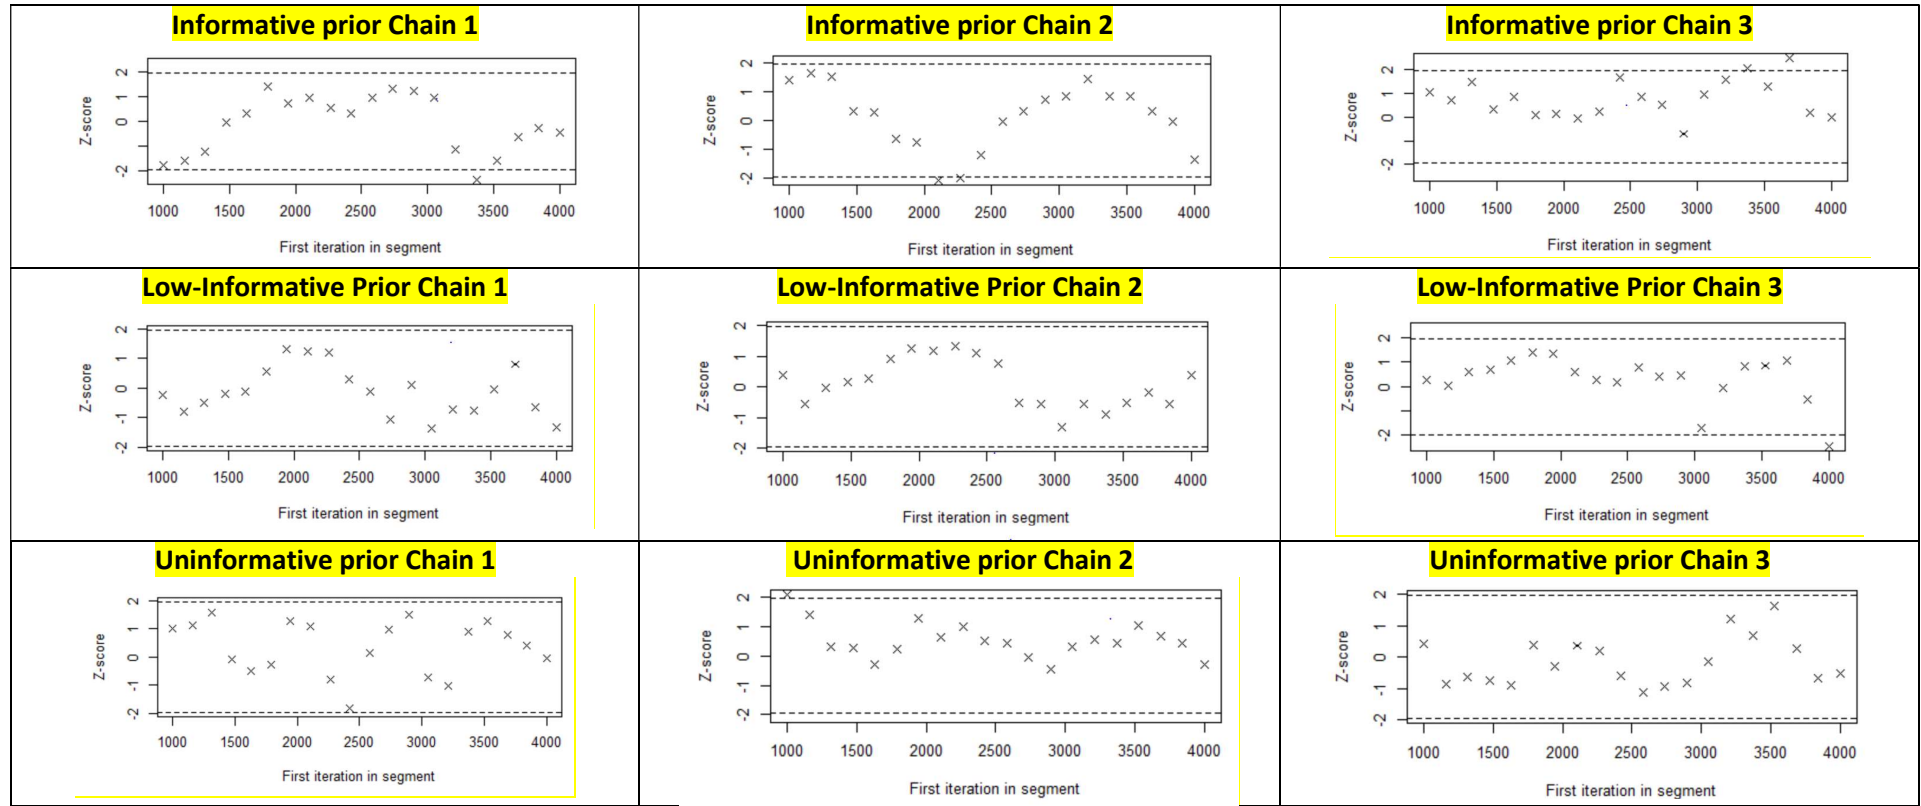 Informative prior Chain 1
Z-score
2
1
0
-2
1000 1500 2000 2500 3000 3500 4000
First iteration in segment
Informative prior Chain 2
Z-score
2
1
0
-1
-2
1000 1500 2000 2500 3000 3500 4000
First iteration in segment
Informative prior Chain 3
Z-score
2
1
0
-2
1000 1500 2000 2500 3000 3500 4000
First iteration in segment
Low-Informative Prior Chain 1
Z-score
2
1
0
-1
-2
1000 1500 2000 2500 3000 3500 4000
First iteration in segment
Low-Informative Prior Chain 2
Z-score
2
1
0
-1
-2
1000 1500 2000 2500 3000 3500 4000
First iteration in segment
Low-Informative Prior Chain 3
Z-score
2
1
0
-2
1000 1500 2000 2500 3000 3500 4000
First iteration in segment
Uninformative prior Chain 1
Z-score
2
1
0
-1
-2
1000 1500 2000 2500 3000 3500 4000
First iteration in segment
Uninformative prior Chain 2
Z-score
2
1
0
-1
-2
1000 1500 2000 2500 3000 3500 4000
First iteration in segment
Uninformative prior Chain 3
Z-score
2
1
0
-1
-2
1000 1500 2000 2500 3000 3500 4000
First iteration in segment